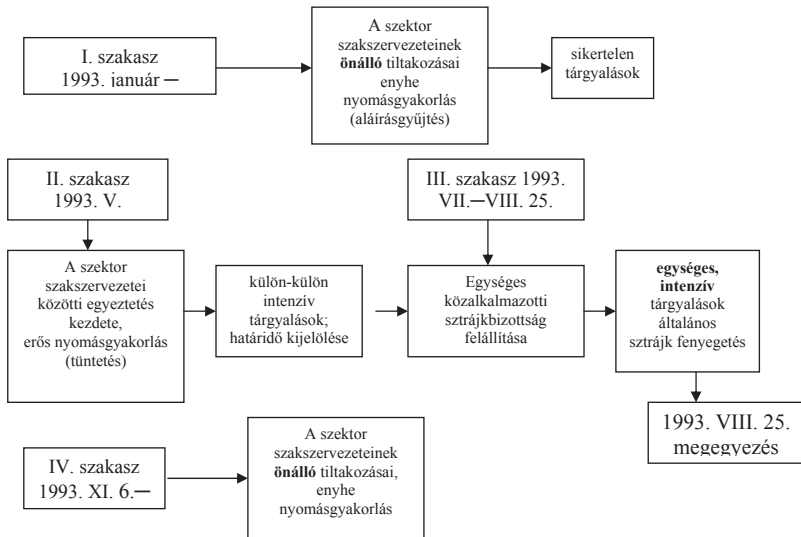 I. szakasz
1993. január ─
A szektor
szakszervezeteinek
önálló tiltakozásai
enyhe
nyomásgyakorlás
(aláírásgyűjtés)
sikertelen
tárgyalások
II. szakasz
1993. V.
III. szakasz 1993.
VII.─VIII. 25.
A szektor
szakszervezetei
közötti egyeztetés
kezdete,
erős nyomásgyakorlás
(tüntetés)
külön-külön
intenzív
tárgyalások;
határidő kijelölése
Egységes
közalkalmazotti
sztrájkbizottság
felállítása
egységes,
intenzív
tárgyalások
általános
sztrájk fenyegetés
1993. VIII. 25.
megegyezés
IV. szakasz
1993. XI. 6.─
A szektor
szakszervezeteinek
önálló tiltakozásai,
enyhe
nyomásgyakorlás